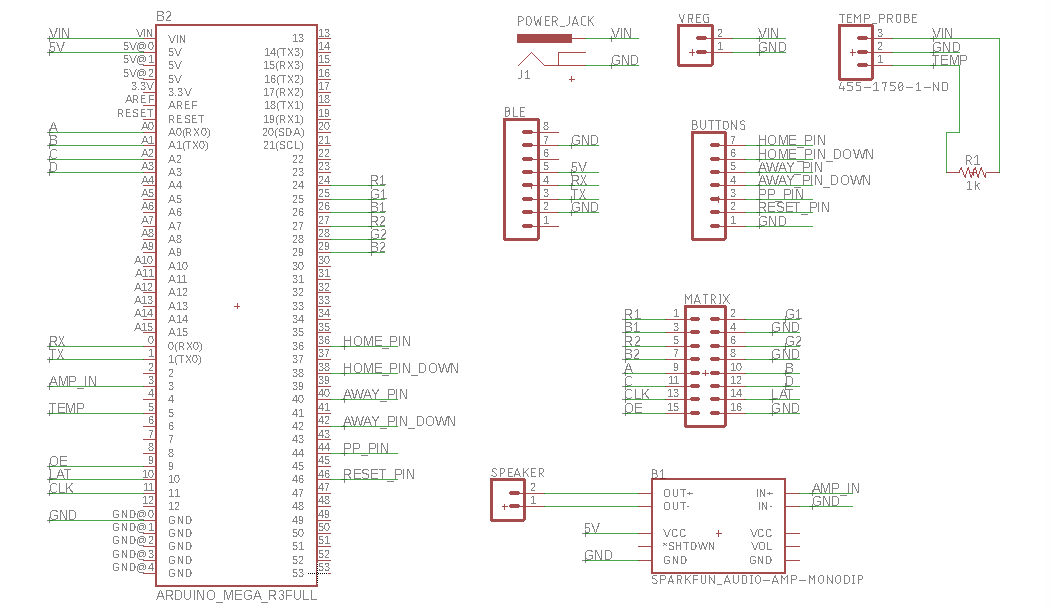 B2
VIN VIN VIN 13 13
5V 5V@0 5V 14(TX3) 14
5V@1 5V 15(RX3) 15
5V@2 5V 16(TX2) 16
3.3V 3.3V 17(RX2) 17
AREF AREF 18(TX1) 18
RESET RESET 19(RX1) 19
A A0 A0(RX0) 20(SDA) 20
B A1 A1(TX0) 21(SCL) 21
C A2 A2 22 22
D A3 A3 23 23
A4 A4 24 24 R1
A5 A5 25 25 G1
A6 A6 26 26 B1
A7 A7 27 27 R2
A8 A8 28 28 G2
A9 A9 29 29 B2
A10 A10 30 30
A11 A11 31 31
A12 A12 32 32
A13 A13 33 33
A14 A14 34 34
A15 A15 35 35
RX 0 0(RX0) 36 36 HOME_PIN
TX 1 1(TX0) 37 37
2 2 38 38 HOME_PIN_DOWN
AMP_IN 3 3 39 39
4 4 40 40 AWAY_PIN
TEMP 5 5 41 41
6 6 42 42 AWAY_PIN_DOWN
7 7 43 43
8 8 44 44 PP_PIN
OE 9 9 45 45
LAT 10 10 46 46 RESET_PIN
CLK 11 11 47 47
12 12 48 48
GND GND@0 GND 49 49
GND@1 GND 50 50
GND@2 GND 51 51
GND@3 GND 52 52
GND@4 GND 53 53
ARDUINO_MEGA_R3FULL
POWER_JACK
VIN
GND
J1
VREG
2 VIN
1 GND
TEMP_PROBE
3 VIN
2 GND
1 TEMP
455-1750-1-ND
R1
1k
BLE
8
7 GND
6
5 5V
4 RX
3 TX
2 GND
1
BUTTONS
7 HOME_PIN
6 HOME_PIN_DOWN
5 AWAY_PIN
4 AWAY_PIN_DOWN
3 PP_PIN
2 RESET_PIN
1 GND
MATRIX
R1 1 2 G1
B1 3 4 GND
R2 5 6 G2
B2 7 8 GND
A 9 10 B
C 11 12 D
CLK 13 14 LAT
OE 15 16 GND
SPEAKER
2
1
B1
OUT+ IN+ AMP_IN
OUT- IN- GND
5V VCC VCC
*SHTDWN VOL
GND GND GND
SPARKFUN_AUDIO-AMP-MONODIP